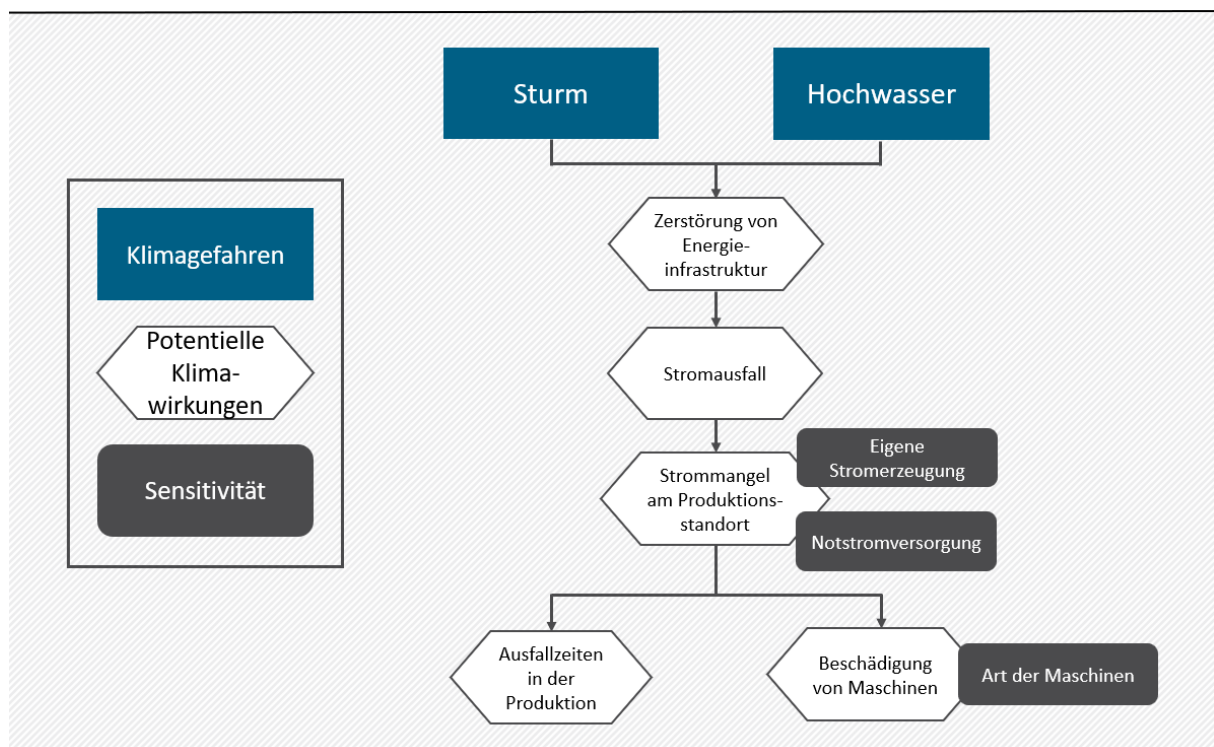 Sturm
Hochwasser
Klimagefahren
Potentielle
Klima-
wirkungen
Sensitivität
Zerstörung von
Energie-
infrastruktur
Stromausfall
Strommangel
am Produktions-
standort
Eigene
Stromerzeugung
Notstromversorgung
Ausfallzeiten
in der
Produktion
Beschädigung
von Maschinen
Art der Maschinen